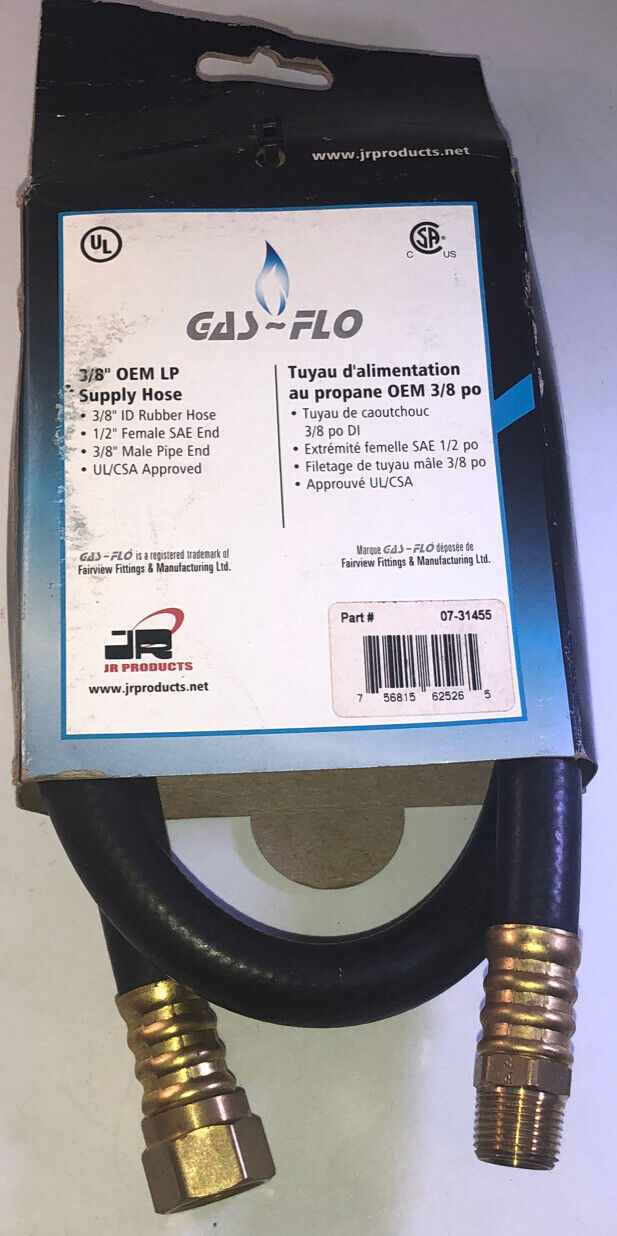 www.jrproducts.net
UL
CSA®
C US
GAS~FLO
3/8" OEM LP
Supply Hose
• 3/8" ID Rubber Hose
• 1/2" Female SAE End
• 3/8" Male Pipe End
• UL/CSA Approved
Tuyau d'alimentation
au propane OEM 3/8 po
• Tuyau de caoutchouc
3/8 po DI
• Extrémité femelle SAE 1/2 po
• Filetage de tuyau mâle 3/8 po
• Approuvé UL/CSA
GAS~FLO is a registered trademark of
Fairview Fittings & Manufacturing Ltd.
Marque GAS~FLO déposée de
Fairview Fittings & Manufacturing Ltd.
JR
JR PRODUCTS
www.jrproducts.net
Part # 07-31455
7 56815 62526 5